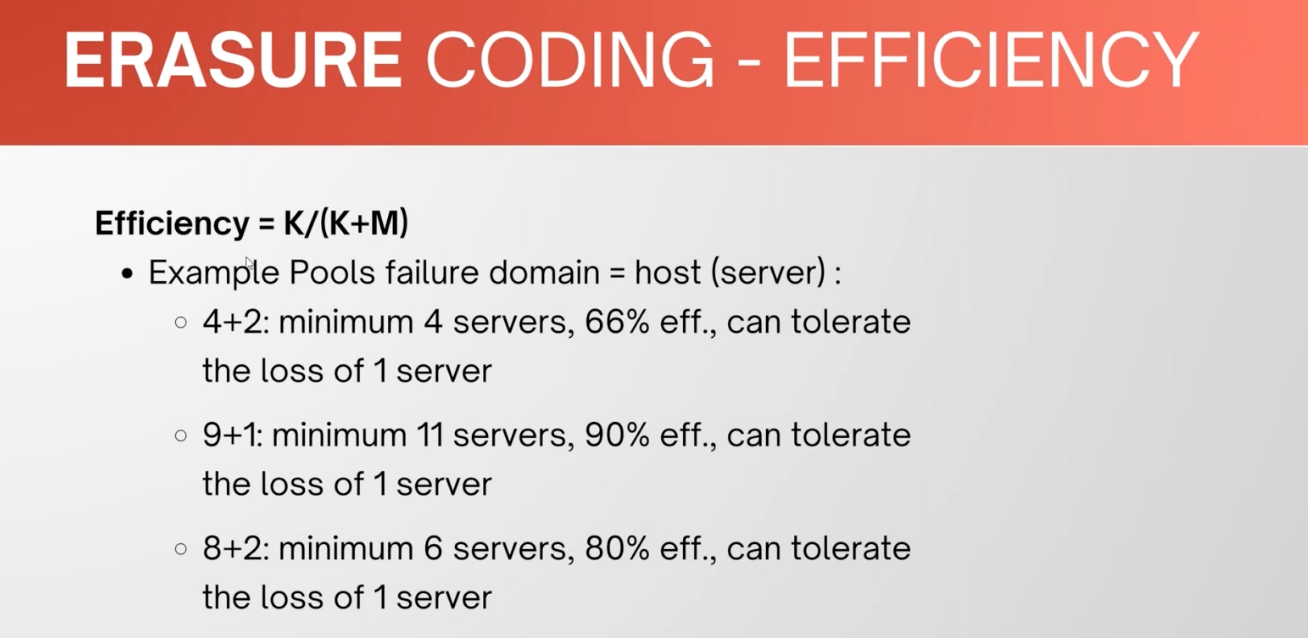 ERASURE CODING - EFFICIENCY
Efficiency = K/(K+M)
• Example Pools failure domain = host (server) :
○ 4+2: minimum 4 servers, 66% eff., can tolerate
the loss of 1 server
○ 9+1: minimum 11 servers, 90% eff., can tolerate
the loss of 1 server
○ 8+2: minimum 6 servers, 80% eff., can tolerate
the loss of 1 server